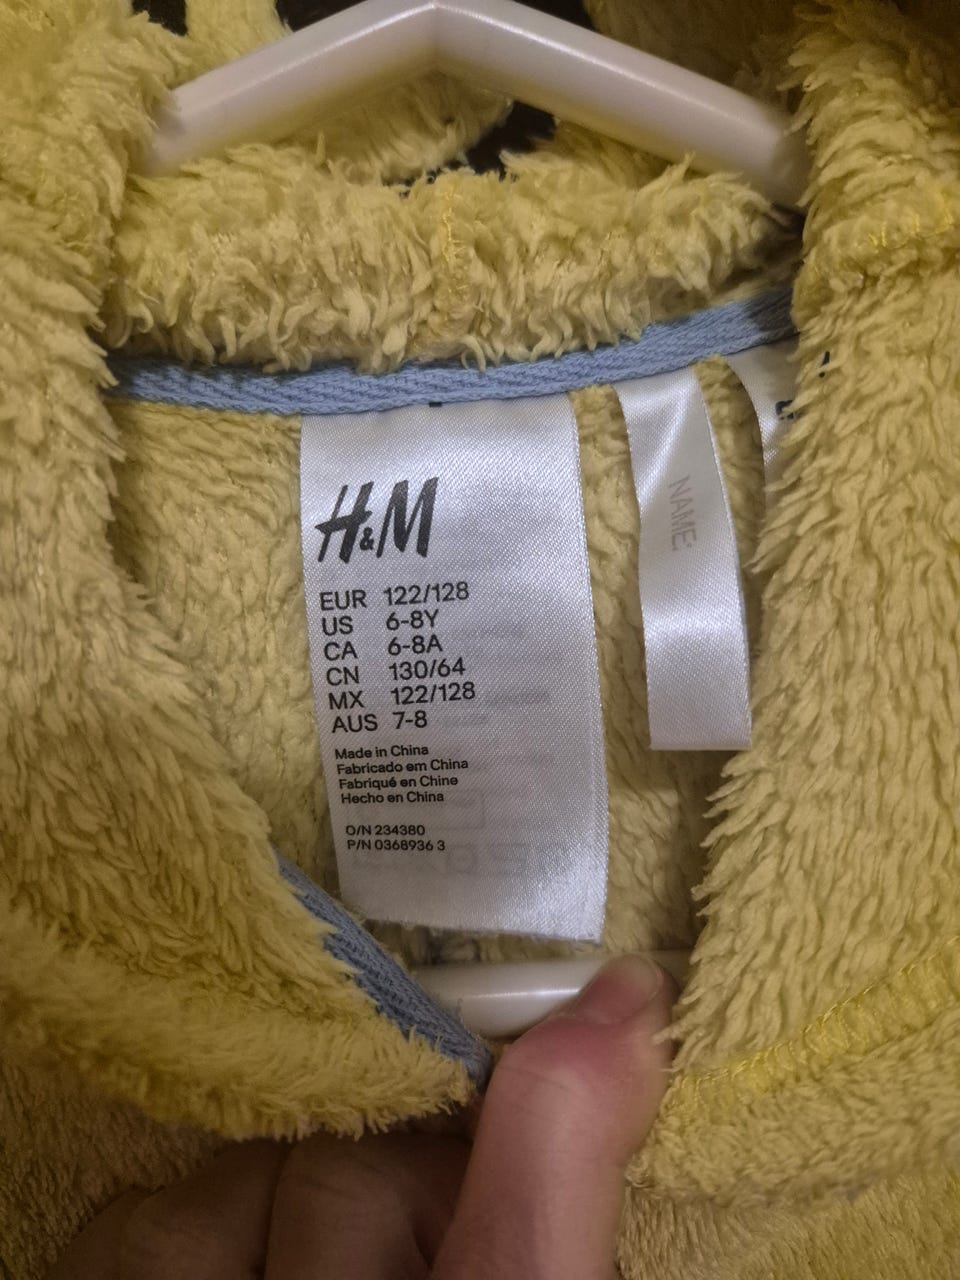 H&M
EUR 122/128
US 6-8Y
CA 6-8A
CN 130/64
MX 122/128
AUS 7-8
Made in China
Fabricado em China
Fabriqué en Chine
Hecho en China
O/N 234380
P/N 0368936 3
NAME: